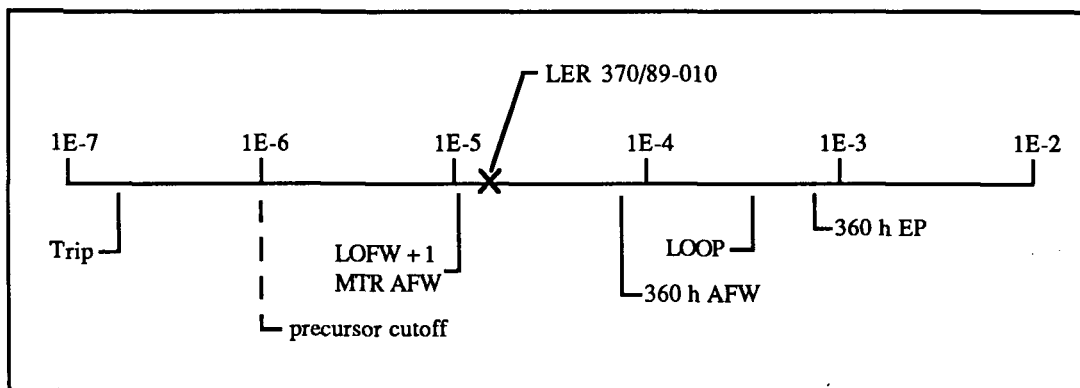 LER 370/89-010
1E-7 1E-6 1E-5 1E-4 1E-3 1E-2
Trip
LOFW + 1
MTR AFW
LOOP
360 h EP
360 h AFW
precursor cutoff